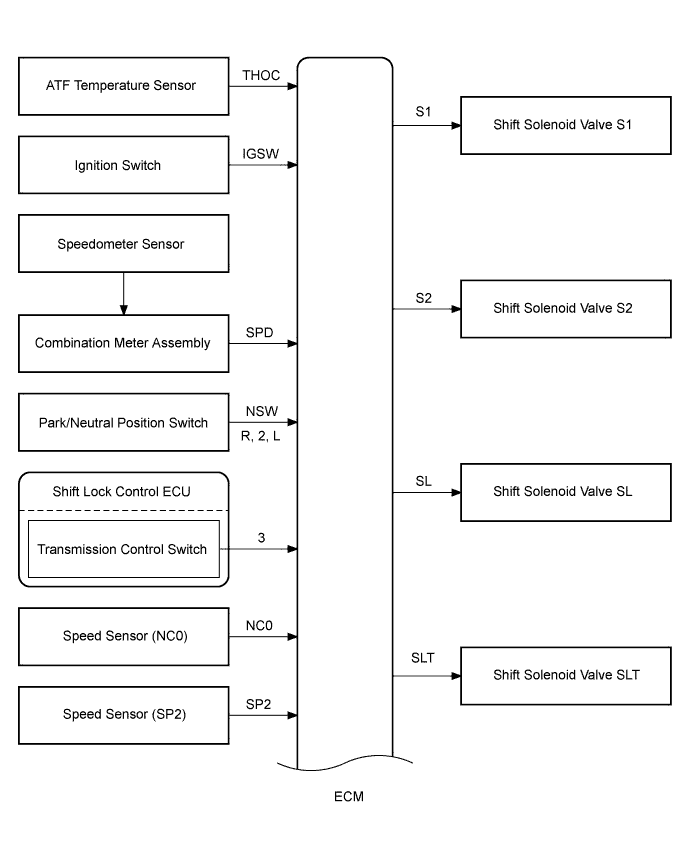 ATF Temperature Sensor
THOC
Ignition Switch
IGSW
Speedometer Sensor
Combination Meter Assembly
SPD
Park/Neutral Position Switch
NSW
R, 2, L
Shift Lock Control ECU
Transmission Control Switch
3
Speed Sensor (NC0)
NC0
Speed Sensor (SP2)
SP2
ECM
S1
Shift Solenoid Valve S1
S2
Shift Solenoid Valve S2
SL
Shift Solenoid Valve SL
SLT
Shift Solenoid Valve SLT